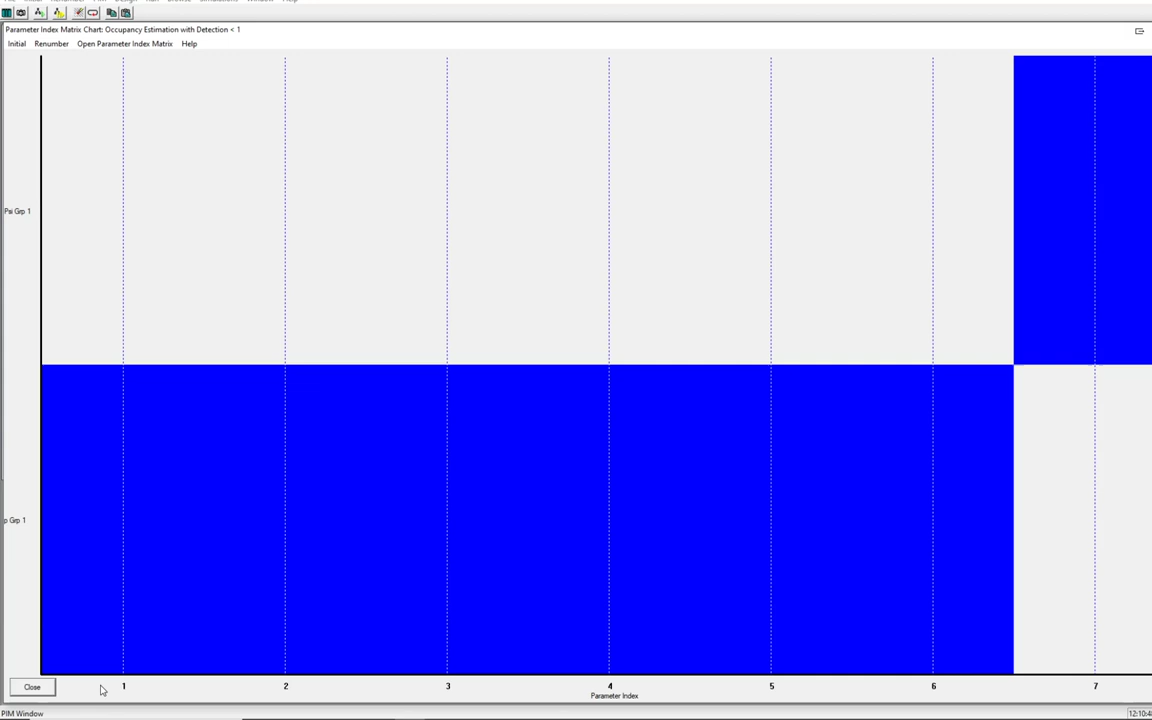 Parameter Index Matrix Chart: Occupancy Estimation with Detection < 1
Initial Renumber Open Parameter Index Matrix Help
Psi Grp 1
p Grp 1
Close
1 2 3 4 5 6 7
Parameter Index
PIM Window